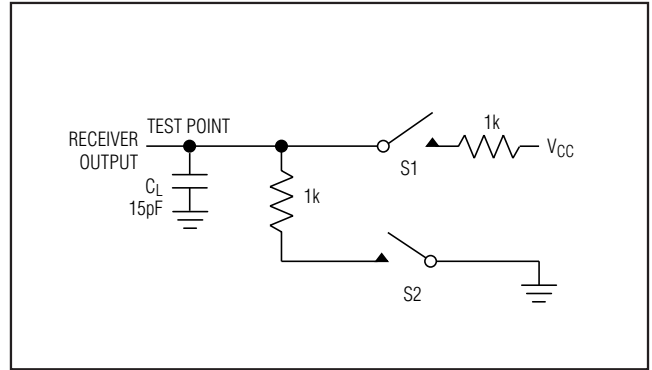 TEST POINT
RECEIVER
OUTPUT
1k
VCC
S1
CL
15pF
1k
S2